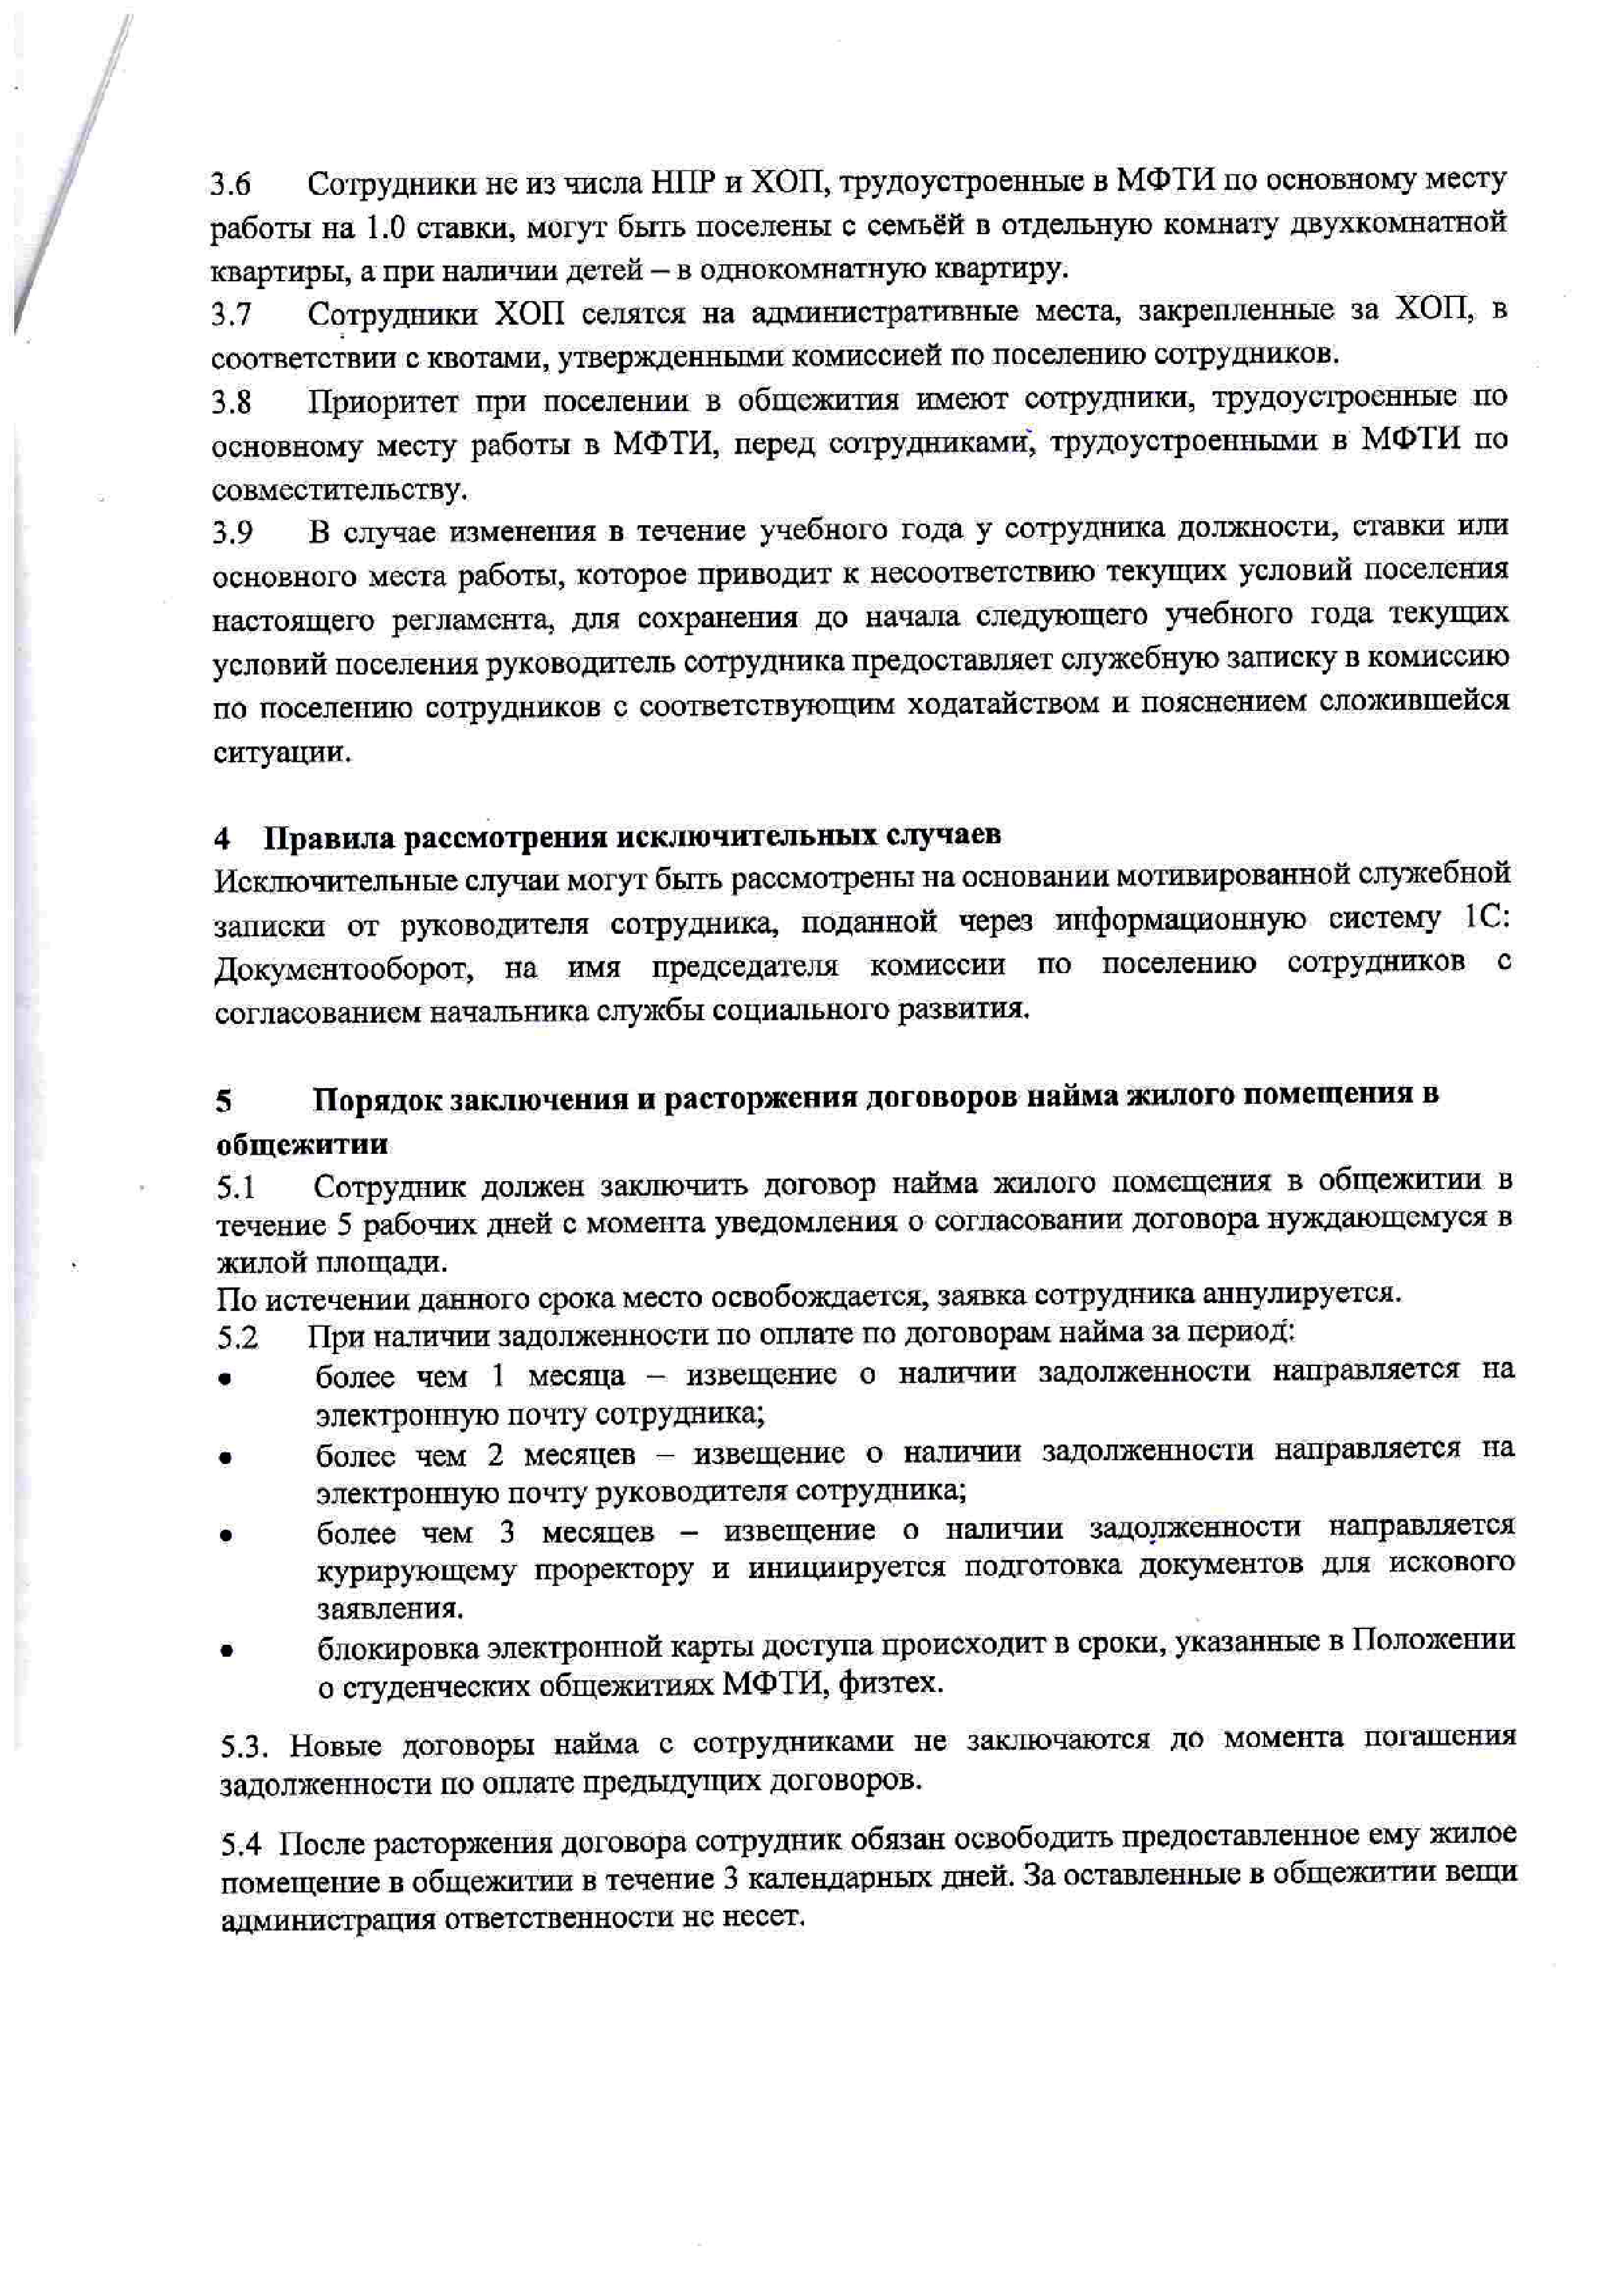 3.6 Сотрудники не из числа НПР и ХОП, трудоустроенные в МФТИ по основному месту
работы на 1.0 ставки, могут быть поселены с семьёй в отдельную комнату двухкомнатной
квартиры, а при наличии детей – в однокомнатную квартиру.
3.7 Сотрудники ХОП селятся на административные места, закрепленные за ХОП, в
соответствии с квотами, утвержденными комиссией по поселению сотрудников.
3.8 Приоритет при поселении в общежития имеют сотрудники, трудоустроенные по
основному месту работы в МФТИ, перед сотрудниками, трудоустроенными в МФТИ по
совместительству.
3.9 В случае изменения в течение учебного года у сотрудника должности, ставки или
основного места работы, которое приводит к несоответствию текущих условий поселения
настоящего регламента, для сохранения до начала следующего учебного года текущих
условий поселения руководитель сотрудника предоставляет служебную записку в комиссию
по поселению сотрудников с соответствующим ходатайством и пояснением сложившейся
ситуации.
4 Правила рассмотрения исключительных случаев
Исключительные случаи могут быть рассмотрены на основании мотивированной служебной
записки от руководителя сотрудника, поданной через информационную систему 1С:
Документооборот, на имя председателя комиссии по поселению сотрудников с
согласованием начальника службы социального развития.
5 Порядок заключения и расторжения договоров найма жилого помещения в
общежитии
5.1 Сотрудник должен заключить договор найма жилого помещения в общежитии в
течение 5 рабочих дней с момента уведомления о согласовании договора нуждающемуся в
жилой площади.
По истечении данного срока место освобождается, заявка сотрудника аннулируется.
5.2 При наличии задолженности по оплате по договорам найма за период:
• более чем 1 месяца – извещение о наличии задолженности направляется на
электронную почту сотрудника;
• более чем 2 месяцев – извещение о наличии задолженности направляется на
электронную почту руководителя сотрудника;
• более чем 3 месяцев – извещение о наличии задолженности направляется
курирующему проректору и инициируется подготовка документов для искового
заявления.
• блокировка электронной карты доступа происходит в сроки, указанные в Положении
о студенческих общежитиях МФТИ, физтех.
5.3. Новые договоры найма с сотрудниками не заключаются до момента погашения
задолженности по оплате предыдущих договоров.
5.4 После расторжения договора сотрудник обязан освободить предоставленное ему жилое
помещение в общежитии в течение 3 календарных дней. За оставленные в общежитии вещи
администрация ответственности не несет.